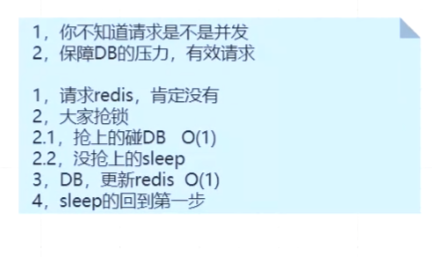 1，你不知道请求是不是并发
2，保障DB的压力，有效请求
1，请求redis，肯定没有
2，大家抢锁
2.1，抢上的碰DB   O(1)
2.2，没抢上的sleep
3，DB，更新redis  O(1)
4，sleep的回到第一步